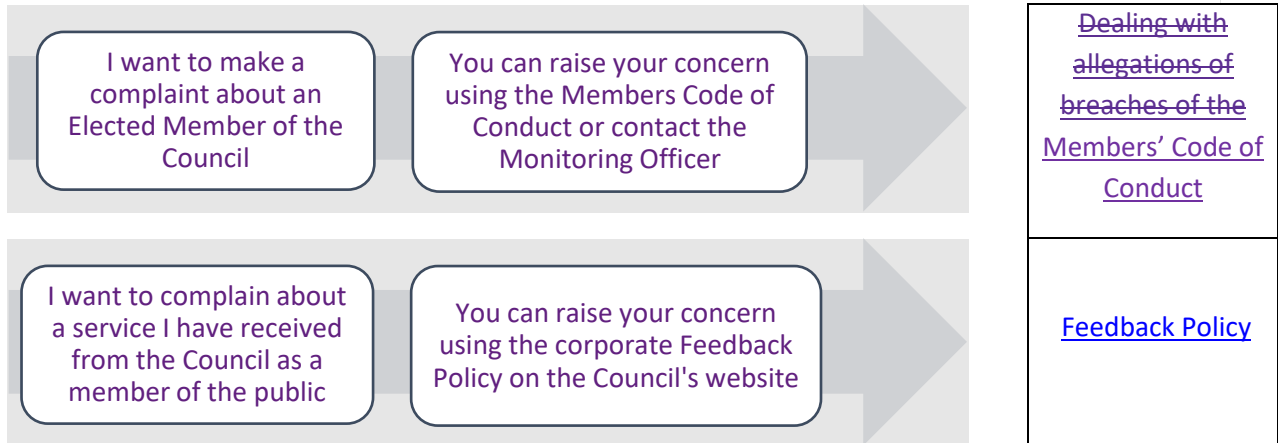 I want to make a
complaint about an
Elected Member of the
Council
You can raise your concern
using the Members Code of
Conduct or contact the
Monitoring Officer
Dealing with
allegations of
breaches of the
Members’ Code of
Conduct
I want to complain about
a service I have received
from the Council as a
member of the public
You can raise your concern
using the corporate Feedback
Policy on the Council's website
Feedback Policy